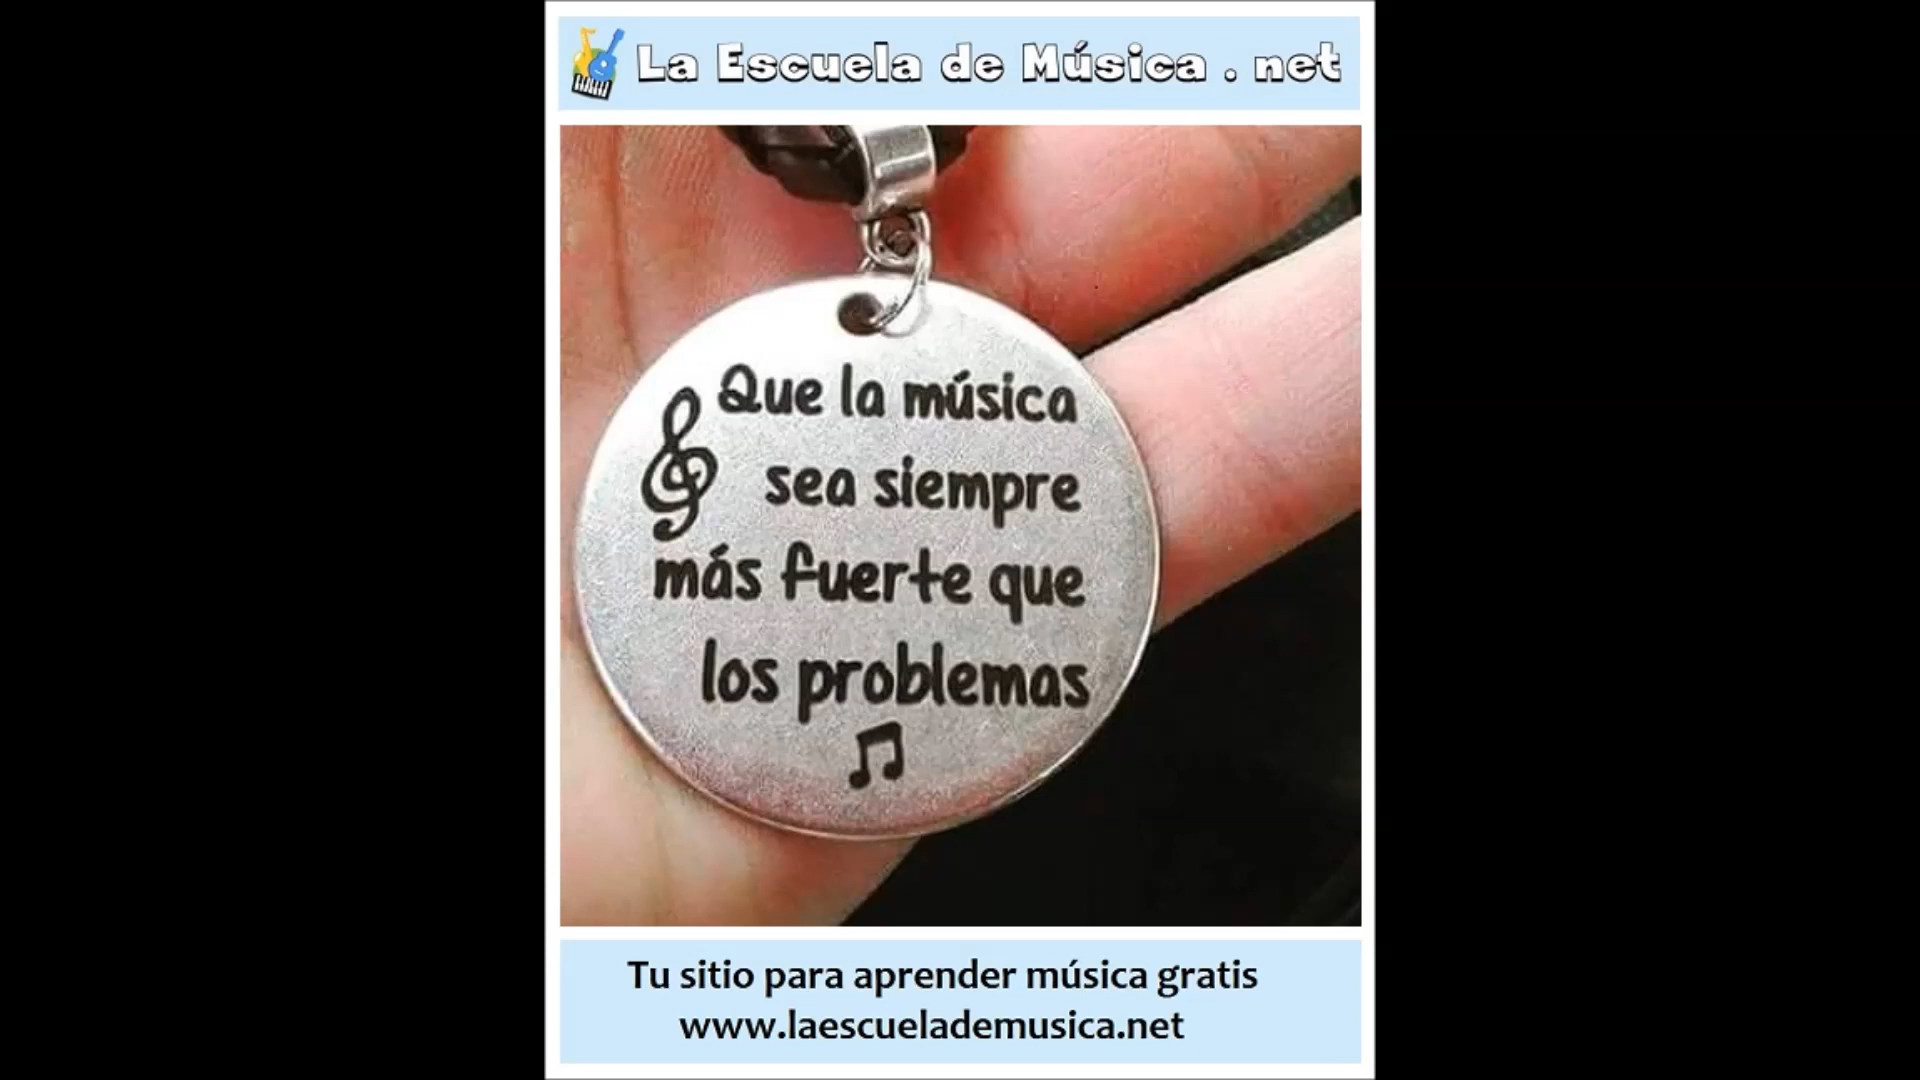 La Escuela de Música . net
Que la música
sea siempre
más fuerte que
los problemas
Tu sitio para aprender música gratis
www.laescuelademusica.net